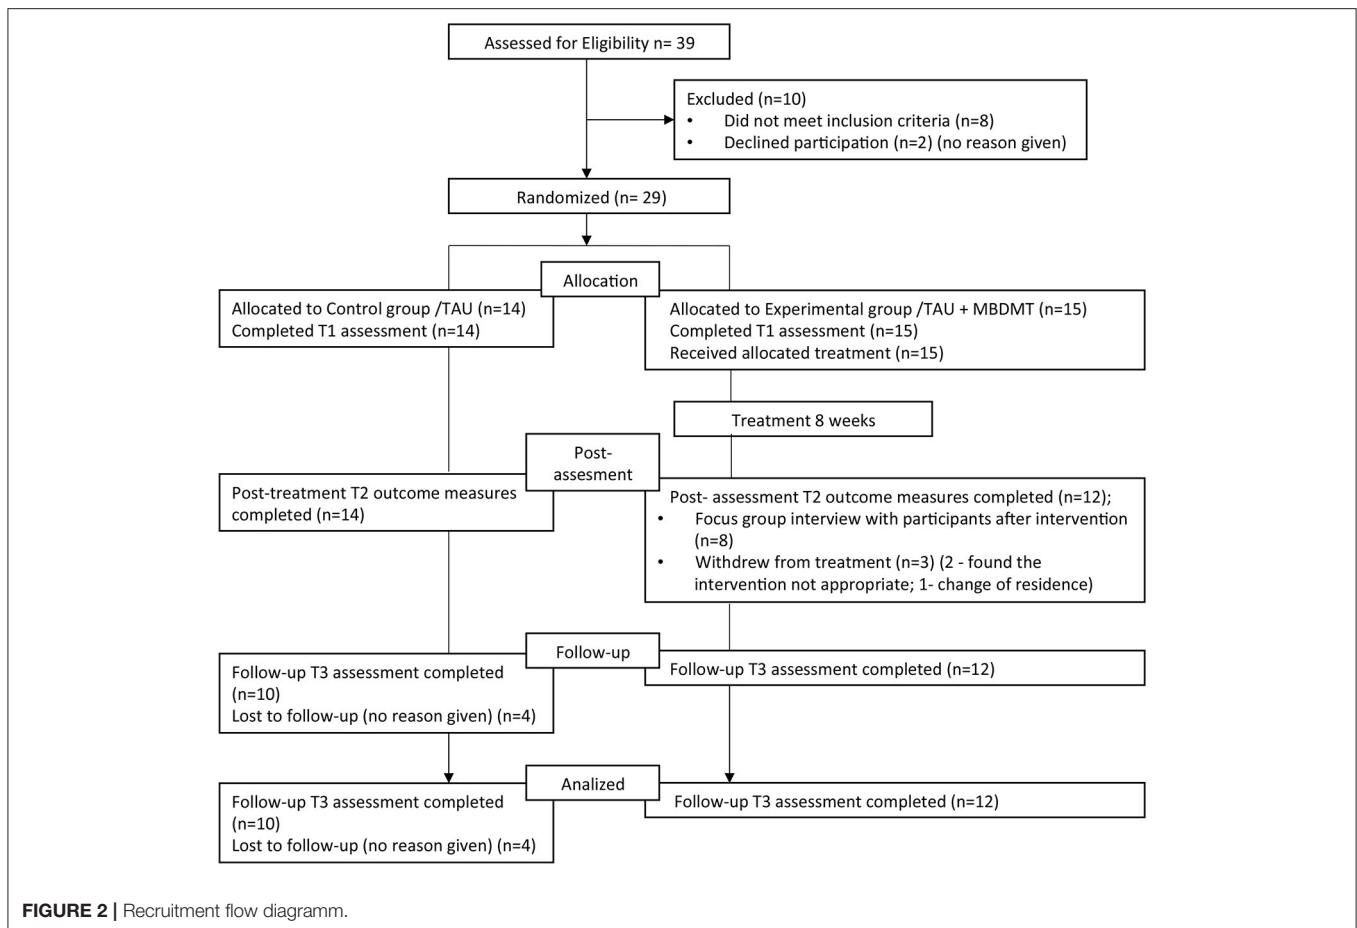 Assessed for Eligibility n= 39
Excluded (n=10)
• Did not meet inclusion criteria (n=8)
• Declined participation (n=2) (no reason given)
Randomized (n= 29)
Allocation
Allocated to Control group /TAU (n=14)
Completed T1 assessment (n=14)
Allocated to Experimental group /TAU + MBDMT (n=15)
Completed T1 assessment (n=15)
Received allocated treatment (n=15)
Treatment 8 weeks
Post-
assesment
Post-treatment T2 outcome measures
completed (n=14)
Post- assessment T2 outcome measures completed (n=12);
• Focus group interview with participants after intervention
(n=8)
• Withdrew from treatment (n=3) (2 - found the
intervention not appropriate; 1- change of residence)
Follow-up
Follow-up T3 assessment completed
(n=10)
Lost to follow-up (no reason given) (n=4)
Follow-up T3 assessment completed (n=12)
Analized
Follow-up T3 assessment completed
(n=10)
Lost to follow-up (no reason given) (n=4)
Follow-up T3 assessment completed (n=12)
FIGURE 2 | Recruitment flow diagramm.